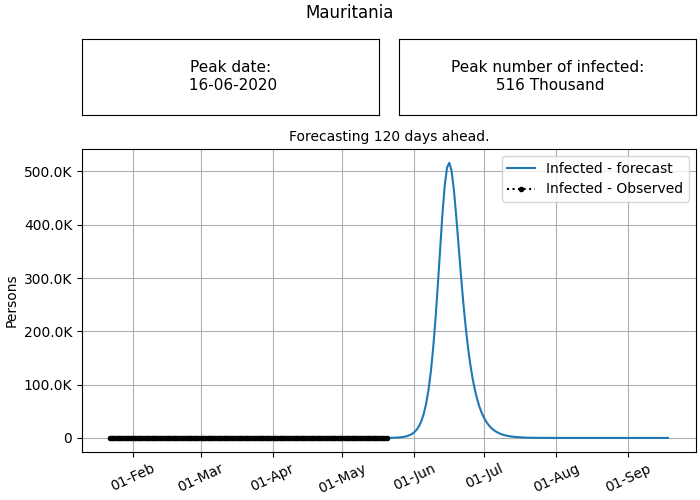 Mauritania
Peak date:
16-06-2020
Peak number of infected:
516 Thousand
Forecasting 120 days ahead.
Infected - forecast
Infected - Observed
Persons
500.0K
400.0K
300.0K
200.0K
100.0K
0
01-Feb
01-Mar
01-Apr
01-May
01-Jun
01-Jul
01-Aug
01-Sep